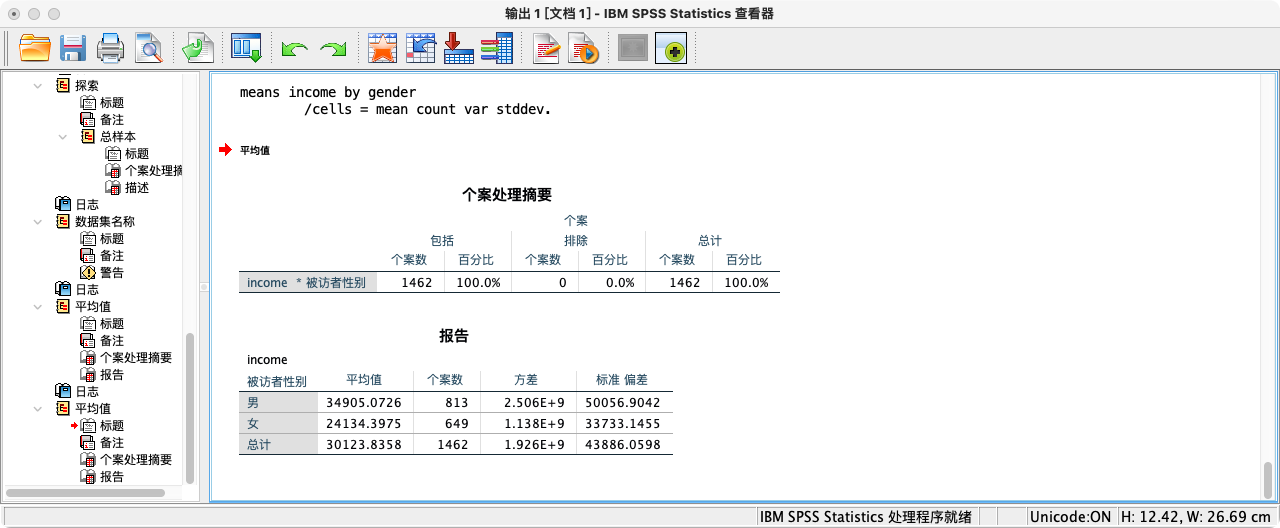 输出 1 [文档 1] - IBM SPSS Statistics 查看器
探索
标题
备注
总样本
标题
个案处理摘
描述
日志
数据集名称
标题
备注
警告
日志
平均值
标题
备注
个案处理摘要
报告
日志
平均值
标题
备注
个案处理摘要
报告
means income by gender
/cells = mean count var stddev.
平均值
个案处理摘要
个案
包括 排除 总计
个案数 百分比 个案数 百分比 个案数 百分比
income * 被访者性别 1462 100.0% 0 0.0% 1462 100.0%
报告
income
被访者性别 平均值 个案数 方差 标准 偏差
男 34905.0726 813 2.506E+9 50056.9042
女 24134.3975 649 1.138E+9 33733.1455
总计 30123.8358 1462 1.926E+9 43886.0598
IBM SPSS Statistics 处理程序就绪 Unicode:ON H: 12.42, W: 26.69 cm